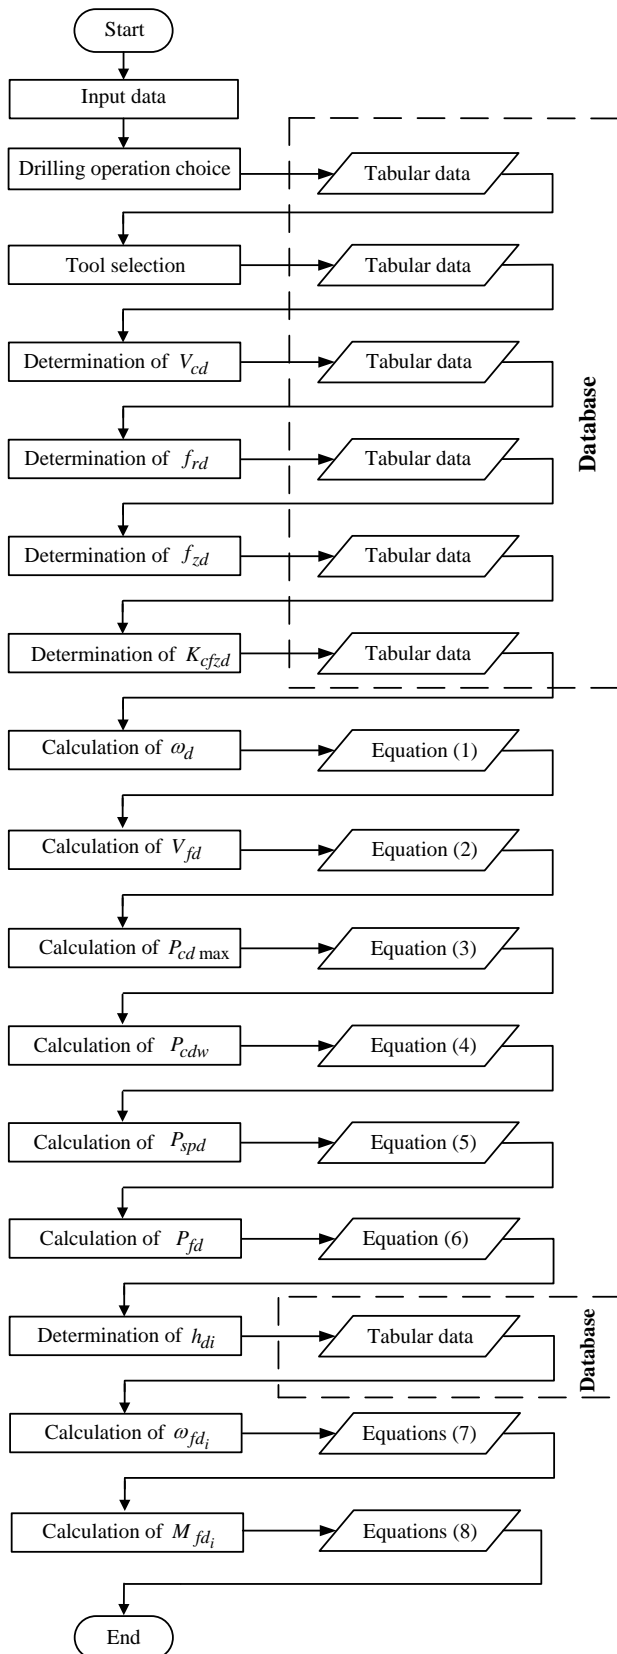 Start
Input data
Drilling operation choice
Tabular data
Tool selection
Tabular data
Determination of V_cd
Tabular data
Determination of f_rd
Tabular data
Determination of f_zd
Tabular data
Determination of K_cfzd
Tabular data
Database
Calculation of ω_d
Equation (1)
Calculation of V_fd
Equation (2)
Calculation of P_cd max
Equation (3)
Calculation of P_cdw
Equation (4)
Calculation of P_spd
Equation (5)
Calculation of P_fd
Equation (6)
Determination of h_di
Tabular data
Database
Calculation of ω_fd_i
Equations (7)
Calculation of M_fd_i
Equations (8)
End